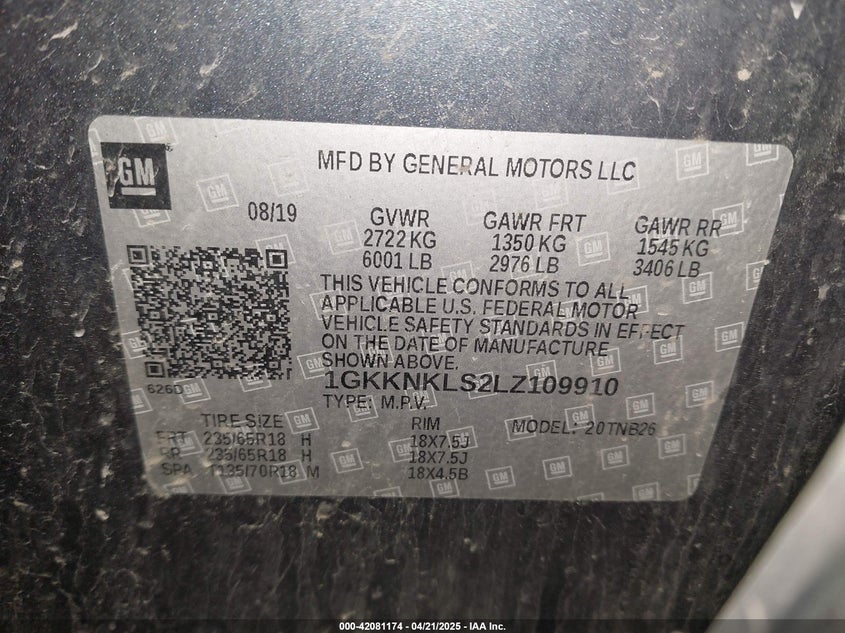 GM
MFD BY GENERAL MOTORS LLC
08/19 GVWR GAWR FRT GAWR RR
2722 KG 1350 KG 1545 KG
6001 LB 2976 LB 3406 LB
THIS VEHICLE CONFORMS TO ALL
APPLICABLE U.S. FEDERAL MOTOR
VEHICLE SAFETY STANDARDS IN EFFECT
ON THE DATE OF MANUFACTURE
SHOWN ABOVE.
626D 1GKKNKLS2LZ109910
TYPE: M.P.V.
TIRE SIZE RIM MODEL: 20TNB26
FRT 235/65R18 H 18X7.5J
RR 235/65R18 H 18X7.5J
SPA T135/70R18 M 18X4.5B
000-42081174 - 04/21/2025 - IAA Inc.